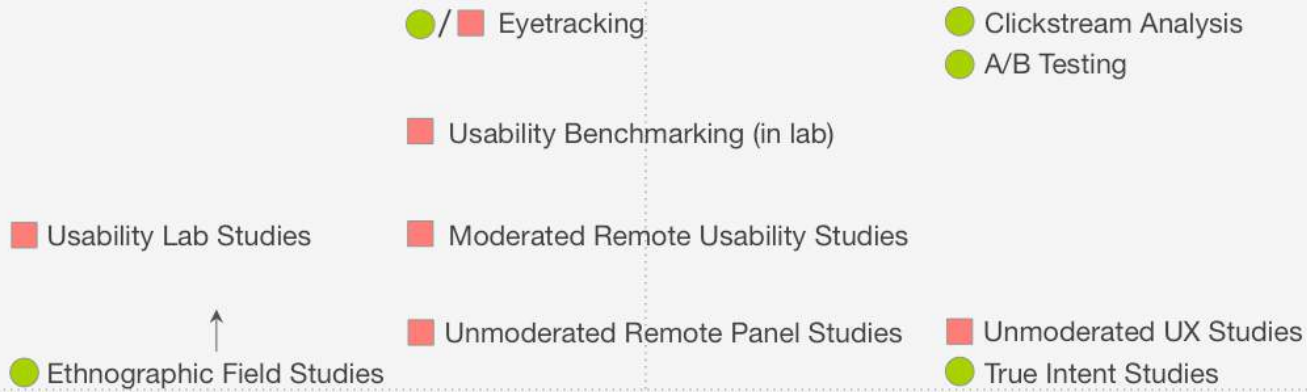 / Eyetracking
Clickstream Analysis
A/B Testing
Usability Benchmarking (in lab)
Usability Lab Studies
Moderated Remote Usability Studies
Unmoderated Remote Panel Studies
Unmoderated UX Studies
Ethnographic Field Studies
True Intent Studies